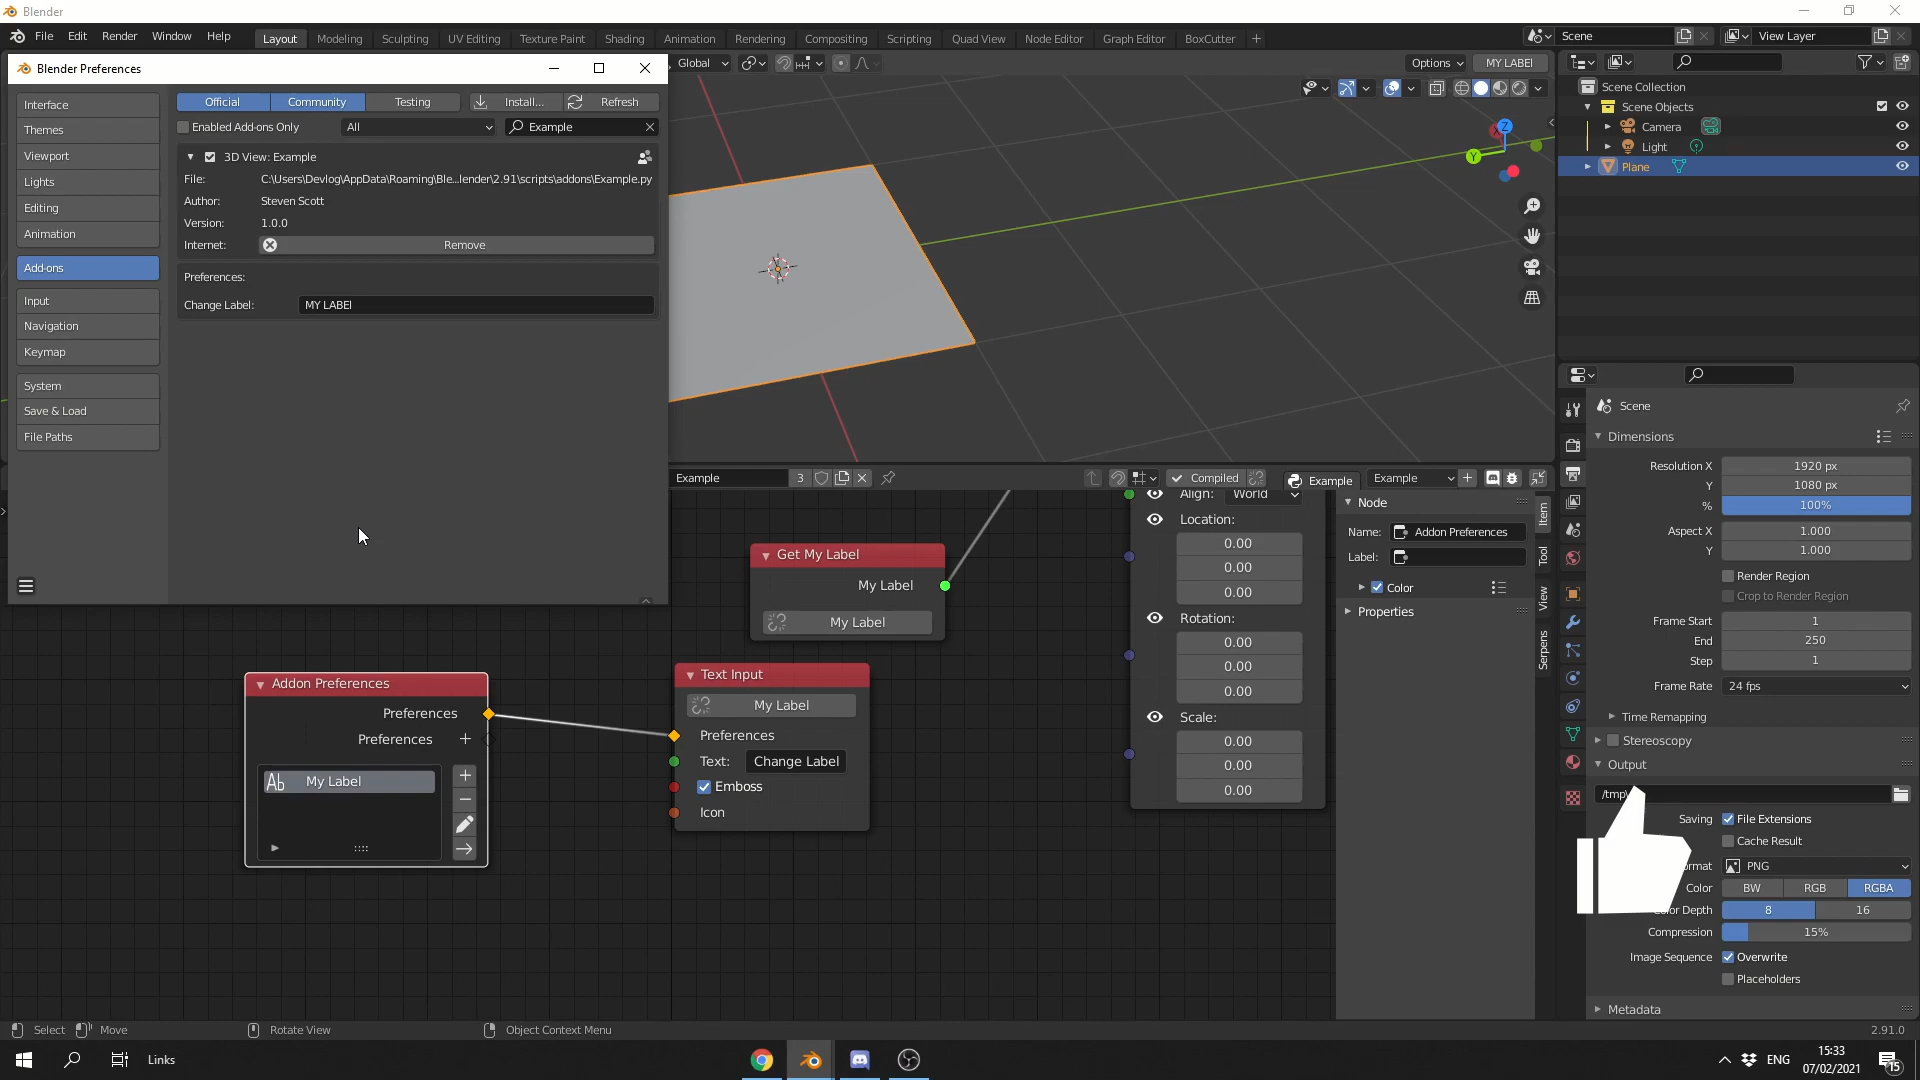 Blender
File Edit Render Window Help
Layout Modeling Sculpting UV Editing Texture Paint Shading Animation Rendering Compositing Scripting Quad View Node Editor Graph Editor BoxCutter +
Scene
View Layer
Blender Preferences
Global
Options
MY LABEl
Interface
Themes
Viewport
Lights
Editing
Animation
Add-ons
Input
Navigation
Keymap
System
Save & Load
File Paths
Official Community Testing Install... Refresh
Enabled Add-ons Only All Example
3D View: Example
File: C:\Users\Devlog\AppData\Roaming\Ble...lender\2.91\scripts\addons\Example.py
Author: Steven Scott
Version: 1.0.0
Internet: Remove
Preferences:
Change Label: MY LABEl
X
Y
Z
Scene Collection
Scene Objects
Camera
Light
Plane
Example 3
Compiled
Example
Example
Get My Label
My Label
My Label
Addon Preferences
Preferences
Preferences
Ab My Label
Text Input
My Label
Preferences
Text: Change Label
Emboss
Icon
Align: World
Location:
0.00
0.00
0.00
Rotation:
0.00
0.00
0.00
Scale:
0.00
0.00
0.00
Node
Name: Addon Preferences
Label:
Color
Properties
Item
Tool
View
Serpens
Scene
Dimensions
Resolution X 1920 px
Y 1080 px
% 100%
Aspect X 1.000
Y 1.000
Render Region
Crop to Render Region
Frame Start 1
End 250
Step 1
Frame Rate 24 fps
Time Remapping
Stereoscopy
Output
/tmp\
Saving File Extensions
Cache Result
PNG
Color BW RGB RGBA
Color Depth 8 16
Compression 15%
Image Sequence Overwrite
Placeholders
Metadata
Select Move Rotate View Object Context Menu 2.91.0
Links
ENG
15:33
07/02/2021
15